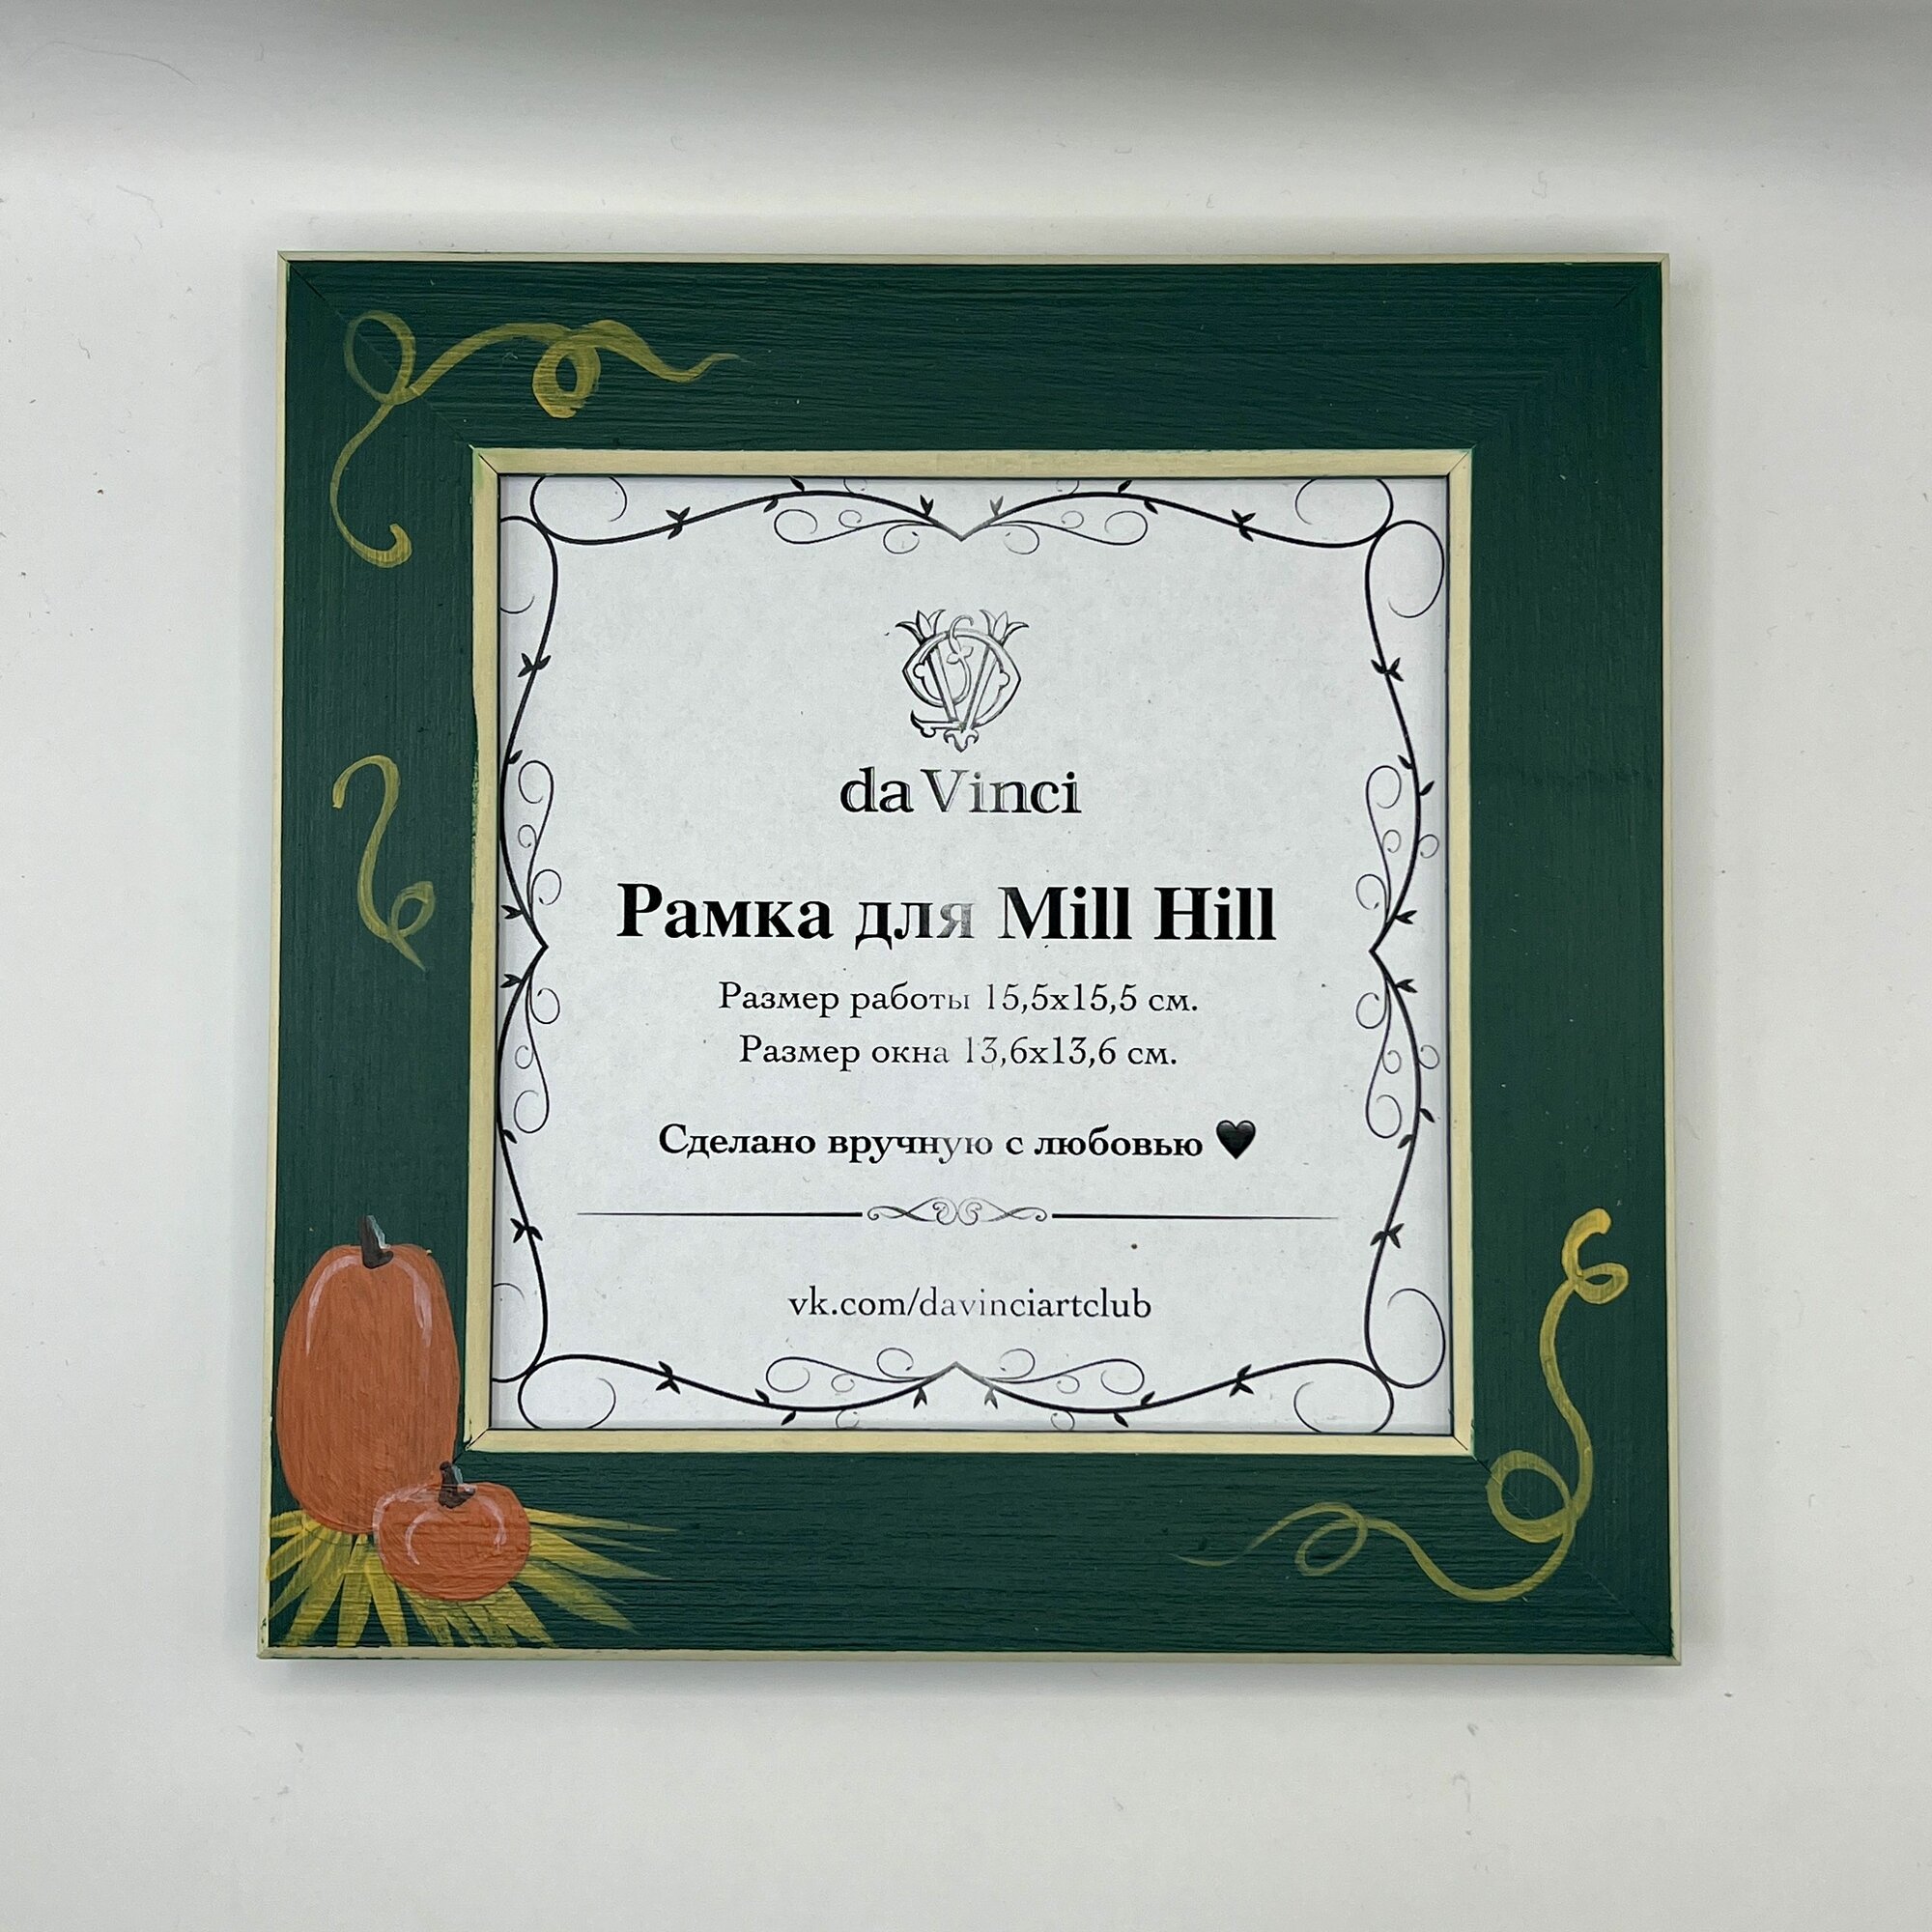 da Vinci
Рамка для Mill Hill
Размер работы 15,5х15,5 см.
Размер окна 13,6х13,6 см.
Сделано вручную с любовью 🖤
vk.com/davinciartclub